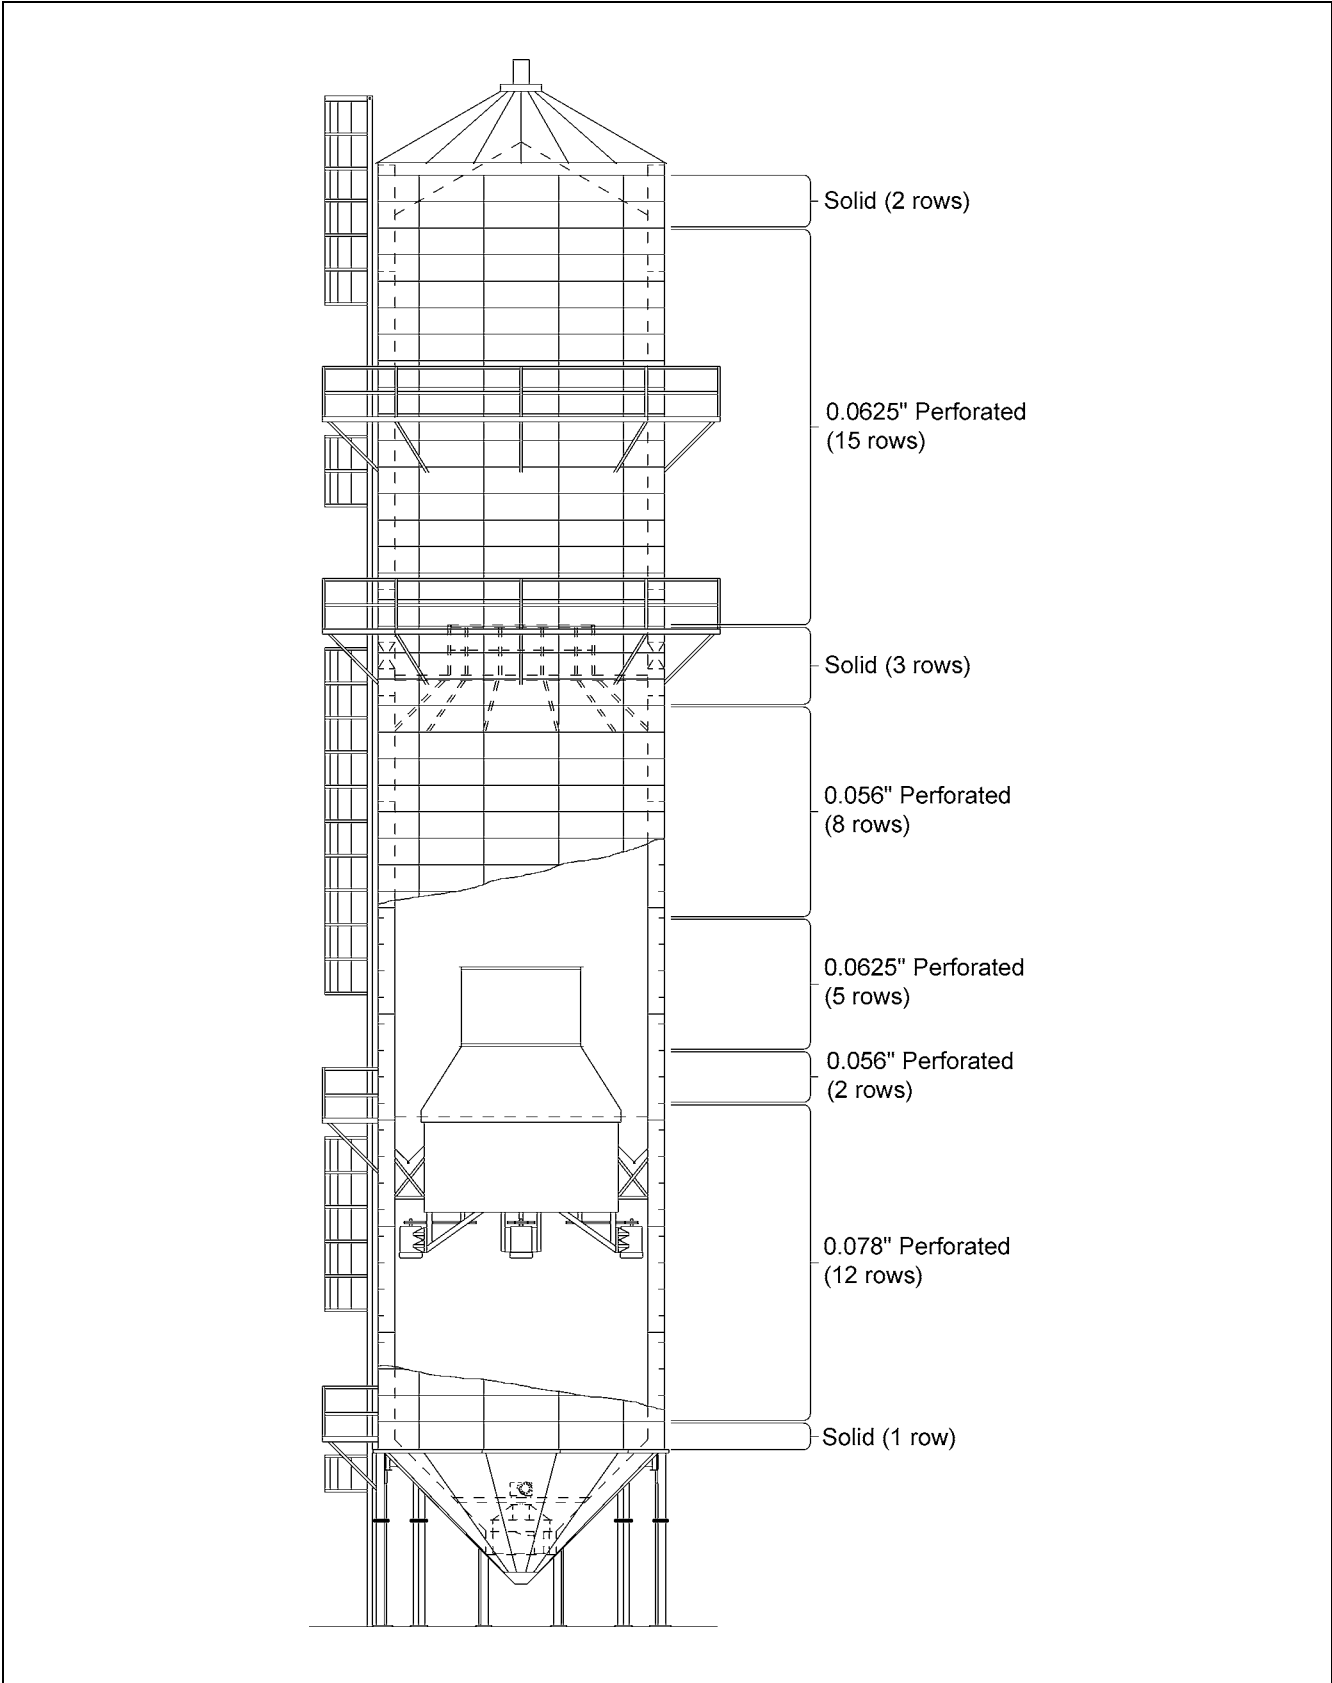 Solid (2 rows)
0.0625" Perforated
(15 rows)
Solid (3 rows)
0.056" Perforated
(8 rows)
0.0625" Perforated
(5 rows)
0.056" Perforated
(2 rows)
0.078" Perforated
(12 rows)
Solid (1 row)